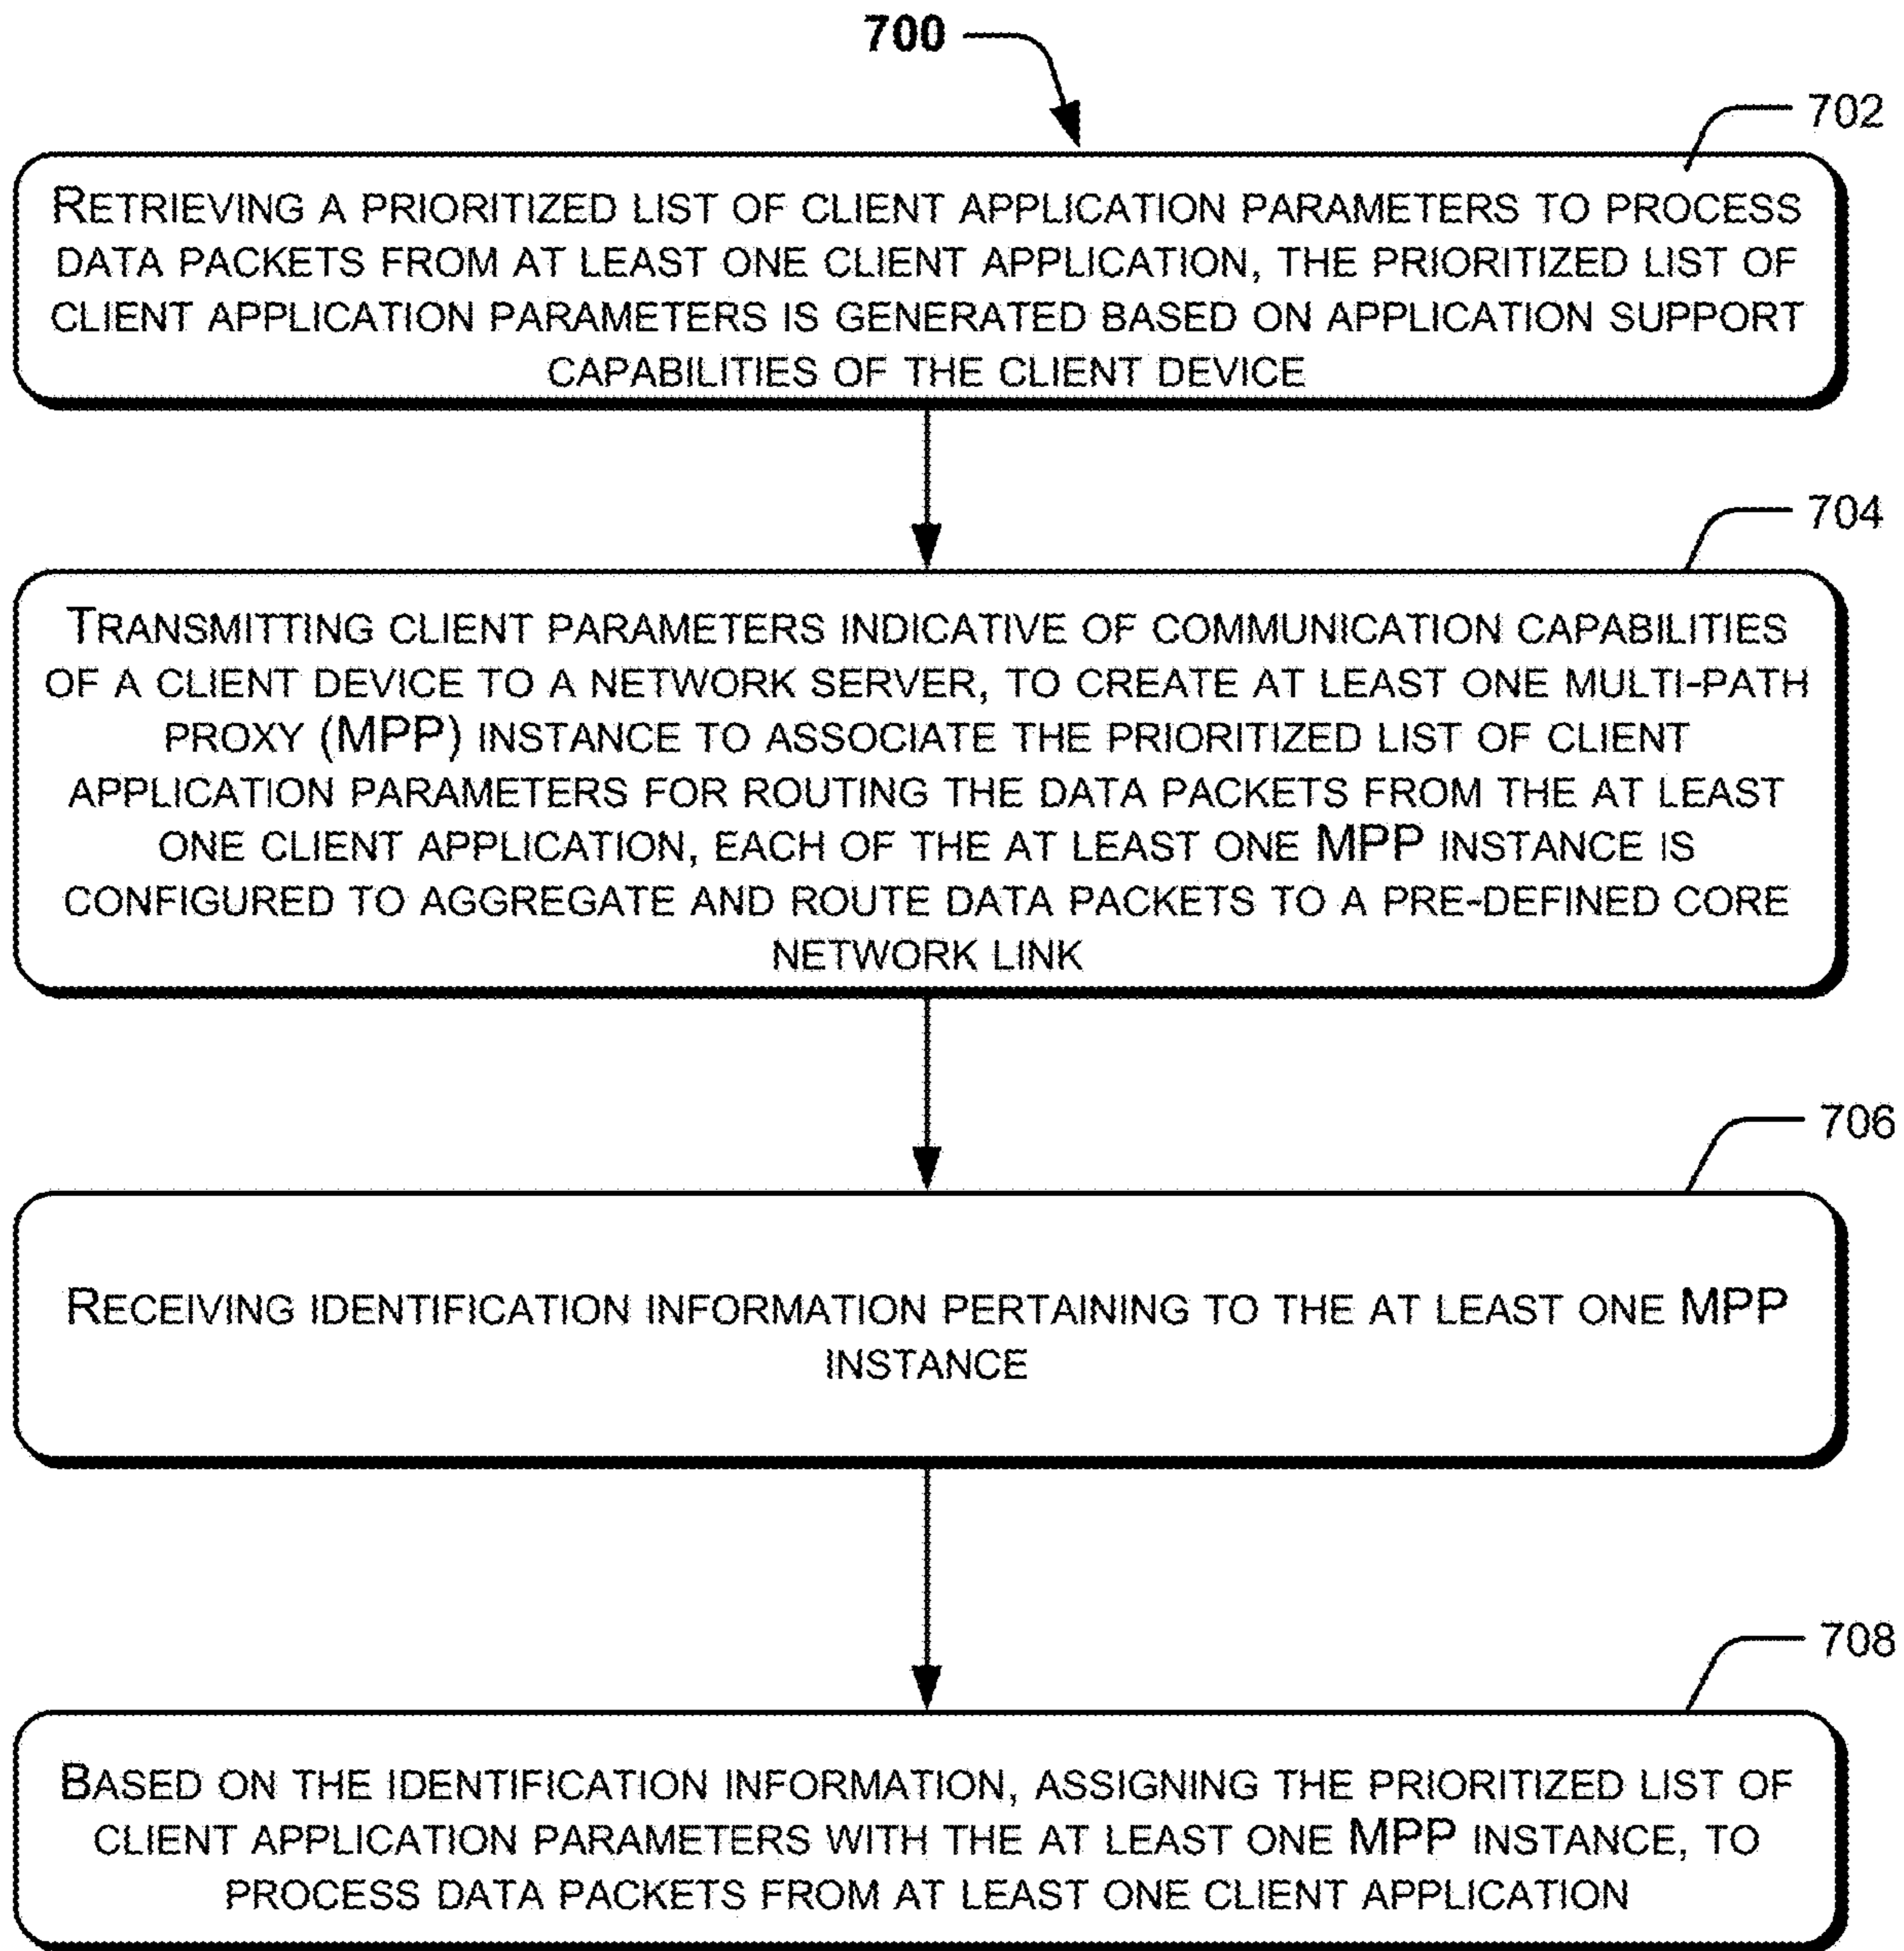 700
702
RETRIEVING A PRIORITIZED LIST OF CLIENT APPLICATION PARAMETERS TO PROCESS
DATA PACKETS FROM AT LEAST ONE CLIENT APPLICATION, THE PRIORITIZED LIST OF
CLIENT APPLICATION PARAMETERS IS GENERATED BASED ON APPLICATION SUPPORT
CAPABILITIES OF THE CLIENT DEVICE
704
TRANSMITTING CLIENT PARAMETERS INDICATIVE OF COMMUNICATION CAPABILITIES
OF A CLIENT DEVICE TO A NETWORK SERVER, TO CREATE AT LEAST ONE MULTI-PATH
PROXY (MPP) INSTANCE TO ASSOCIATE THE PRIORITIZED LIST OF CLIENT
APPLICATION PARAMETERS FOR ROUTING THE DATA PACKETS FROM THE AT LEAST
ONE CLIENT APPLICATION, EACH OF THE AT LEAST ONE MPP INSTANCE IS
CONFIGURED TO AGGREGATE AND ROUTE DATA PACKETS TO A PRE-DEFINED CORE
NETWORK LINK
706
RECEIVING IDENTIFICATION INFORMATION PERTAINING TO THE AT LEAST ONE MPP
INSTANCE
708
BASED ON THE IDENTIFICATION INFORMATION, ASSIGNING THE PRIORITIZED LIST OF
CLIENT APPLICATION PARAMETERS WITH THE AT LEAST ONE MPP INSTANCE, TO
PROCESS DATA PACKETS FROM AT LEAST ONE CLIENT APPLICATION